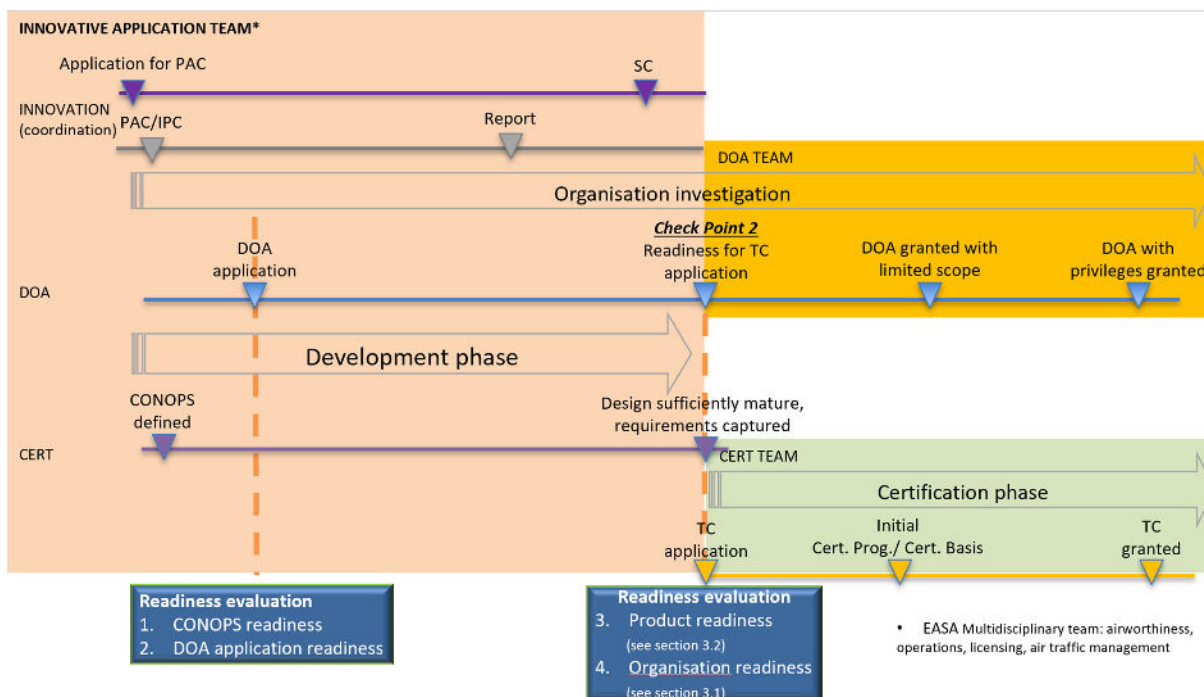 INNOVATIVE APPLICATION TEAM*
Application for PAC
SC
INNOVATION
(coordination)
PAC/IPC
Report
DOA TEAM
Organisation investigation
Check Point 2
DOA
application
Readiness for TC
application
DOA granted with
limited scope
DOA with
privileges granted
DOA
Development phase
CONOPS
defined
Design sufficiently mature,
requirements captured
CERT
CERT TEAM
Certification phase
TC
application
Initial
Cert. Prog./ Cert. Basis
TC
granted
Readiness evaluation
1. CONOPS readiness
2. DOA application readiness
Readiness evaluation
3. Product readiness
(see section 3.2)
4. Organisation readiness
(see section 3.1)
• EASA Multidisciplinary team: airworthiness,
operations, licensing, air traffic management